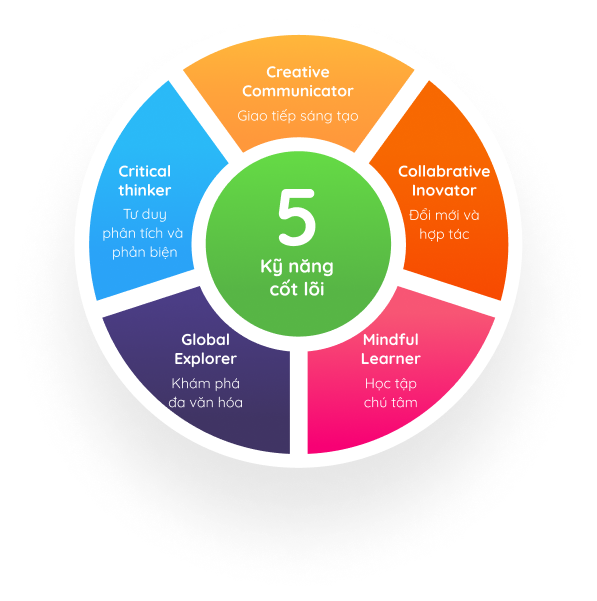 Creative
Communicator
Giao tiếp sáng tạo
Collabrative
Inovator
Đổi mới và
hợp tác
Mindful
Learner
Học tập
chú tâm
Global
Explorer
Khám phá
đa văn hóa
Critical
thinker
Tư duy
phân tích và
phản biện
5
Kỹ năng
cốt lõi